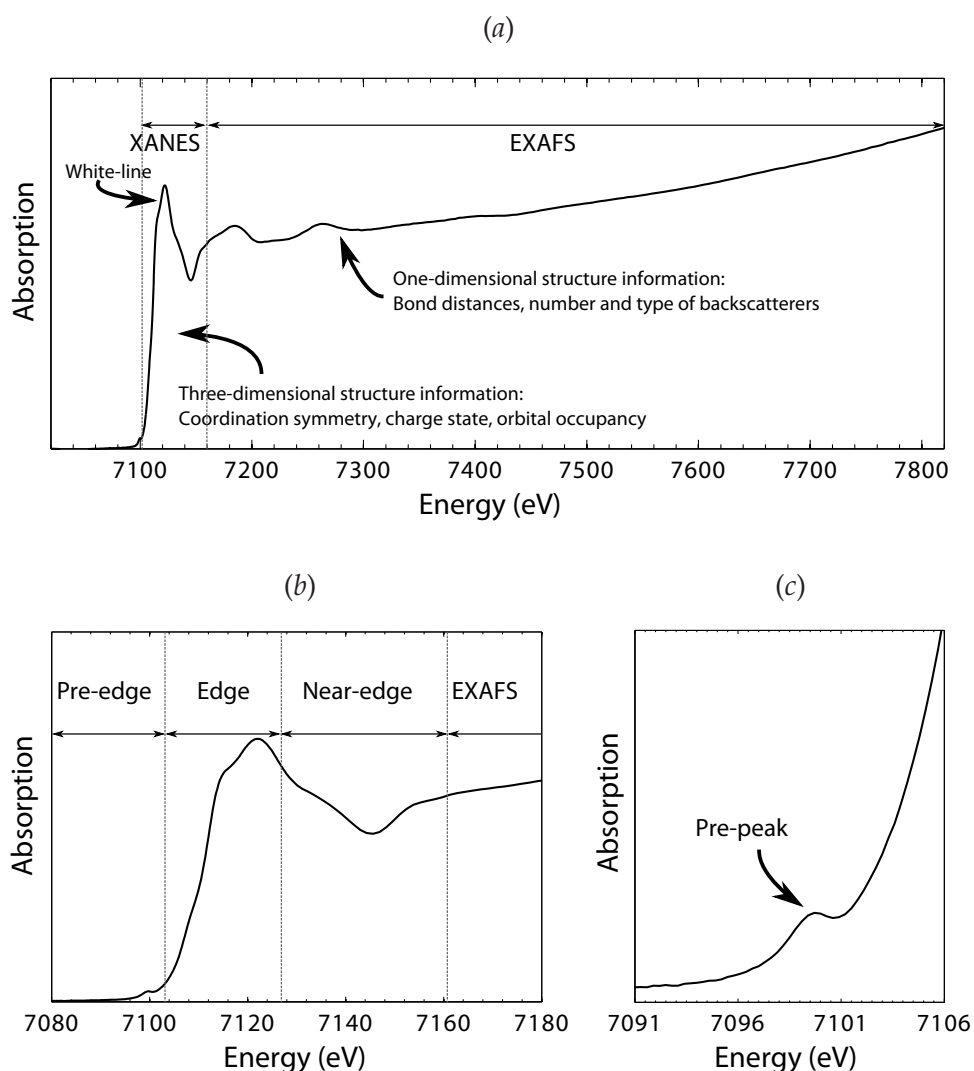 (a)
XANES
EXAFS
White-line
One-dimensional structure information:
Bond distances, number and type of backscatterers
Three-dimensional structure information:
Coordination symmetry, charge state, orbital occupancy
Absorption
7100 7200 7300 7400 7500 7600 7700 7800
Energy (eV)
(b)
Pre-edge Edge Near-edge EXAFS
Absorption
7080 7100 7120 7140 7160 7180
Energy (eV)
(c)
Pre-peak
Absorption
7091 7096 7101 7106
Energy (eV)